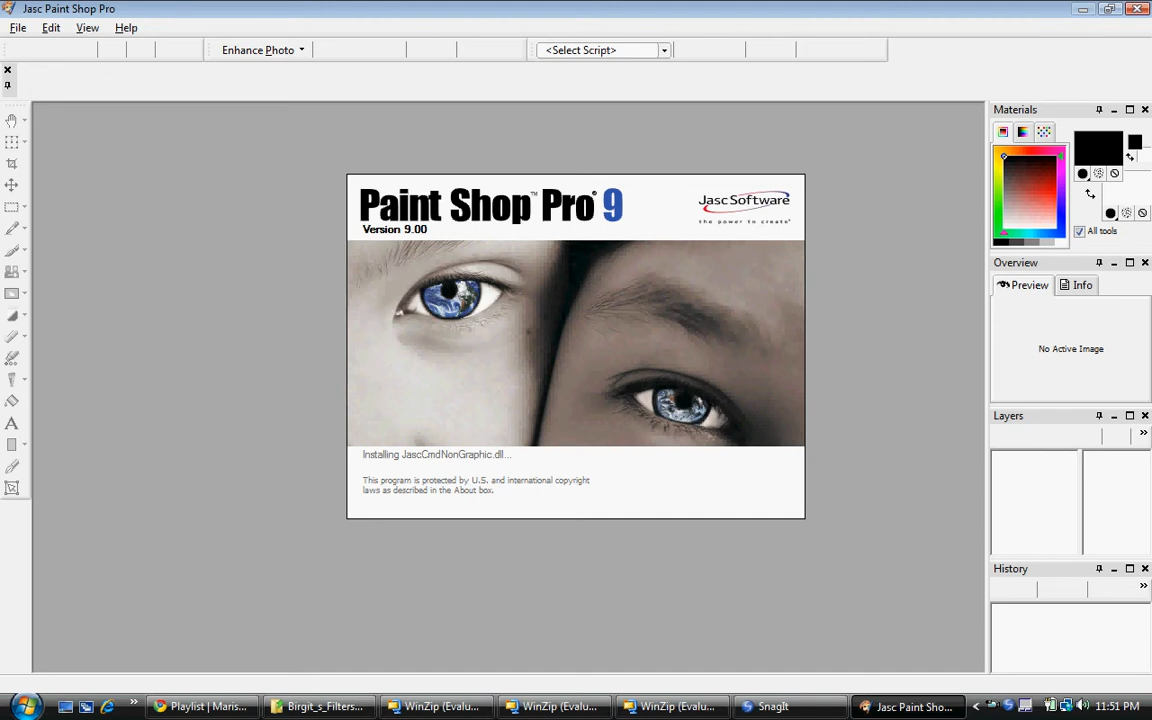 Jasc Paint Shop Pro
File Edit View Help
Enhance Photo
<Select Script>
Materials
All tools
Overview
Preview Info
No Active Image
Layers
History
Paint Shop™ Pro® 9
Version 9.00
Jasc Software
the power to create®
Installing JascCmdNonGraphic.dll...
This program is protected by U.S. and international copyright
laws as described in the About box.
Playlist | Maris... Birgit_s_Filters... WinZip (Evalu... WinZip (Evalu... WinZip (Evalu... SnagIt Jasc Paint Sho... 11:51 PM